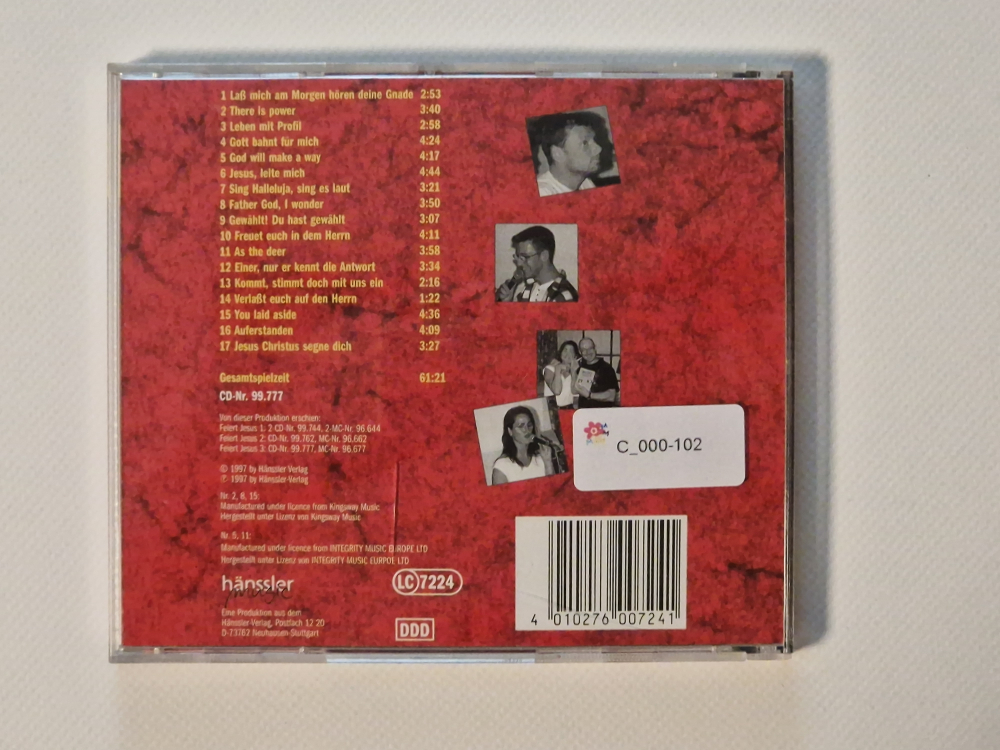 1 Laß mich am Morgen hören deine Gnade 2:53
2 There is power 3:40
3 Leben mit Profil 2:58
4 Gott bahnt für mich 4:24
5 God will make a way 4:17
6 Jesus, leite mich 4:44
7 Sing Halleluja, sing es laut 3:21
8 Father God, I wonder 3:50
9 Gewählt! Du hast gewählt 3:07
10 Freuet euch in dem Herrn 4:11
11 As the deer 3:58
12 Einer, nur er kennt die Antwort 3:34
13 Kommt, stimmt doch mit uns ein 2:16
14 Verlaßt euch auf den Herrn 1:22
15 You laid aside 4:36
16 Auferstanden 4:09
17 Jesus Christus segne dich 3:27
Gesamtspielzeit 61:21
CD-Nr. 99.777
Von dieser Produktion erschien:
Feiert Jesus 1: 2 CD-Nr. 99.744, 2-MC-Nr. 96.644
Feiert Jesus 2: CD-Nr. 99.762, MC-Nr. 96.662
Feiert Jesus 3: CD-Nr. 99.777, MC-Nr. 96.677
© 1997 by Hänssler Verlag
℗ 1997 by Hänssler-Verlag
Nr. 2, 8, 15:
Manufactured under licence from Kingsway Music
Hergestellt unter Lizenz von Kingsway Music
Nr. 5, 11:
Manufactured under licence from INTEGRITY MUSIC EUROPE LTD
Hergestellt unter Lizenz von INTEGRITY MUSIC EURPOE LTD
hänssler
LC 7224
Eine Produktion aus dem
Hänssler-Verlag, Postfach 12 20
D-73762 Neuhausen-Stuttgart
DDD
C_000-102
4 010276 007241